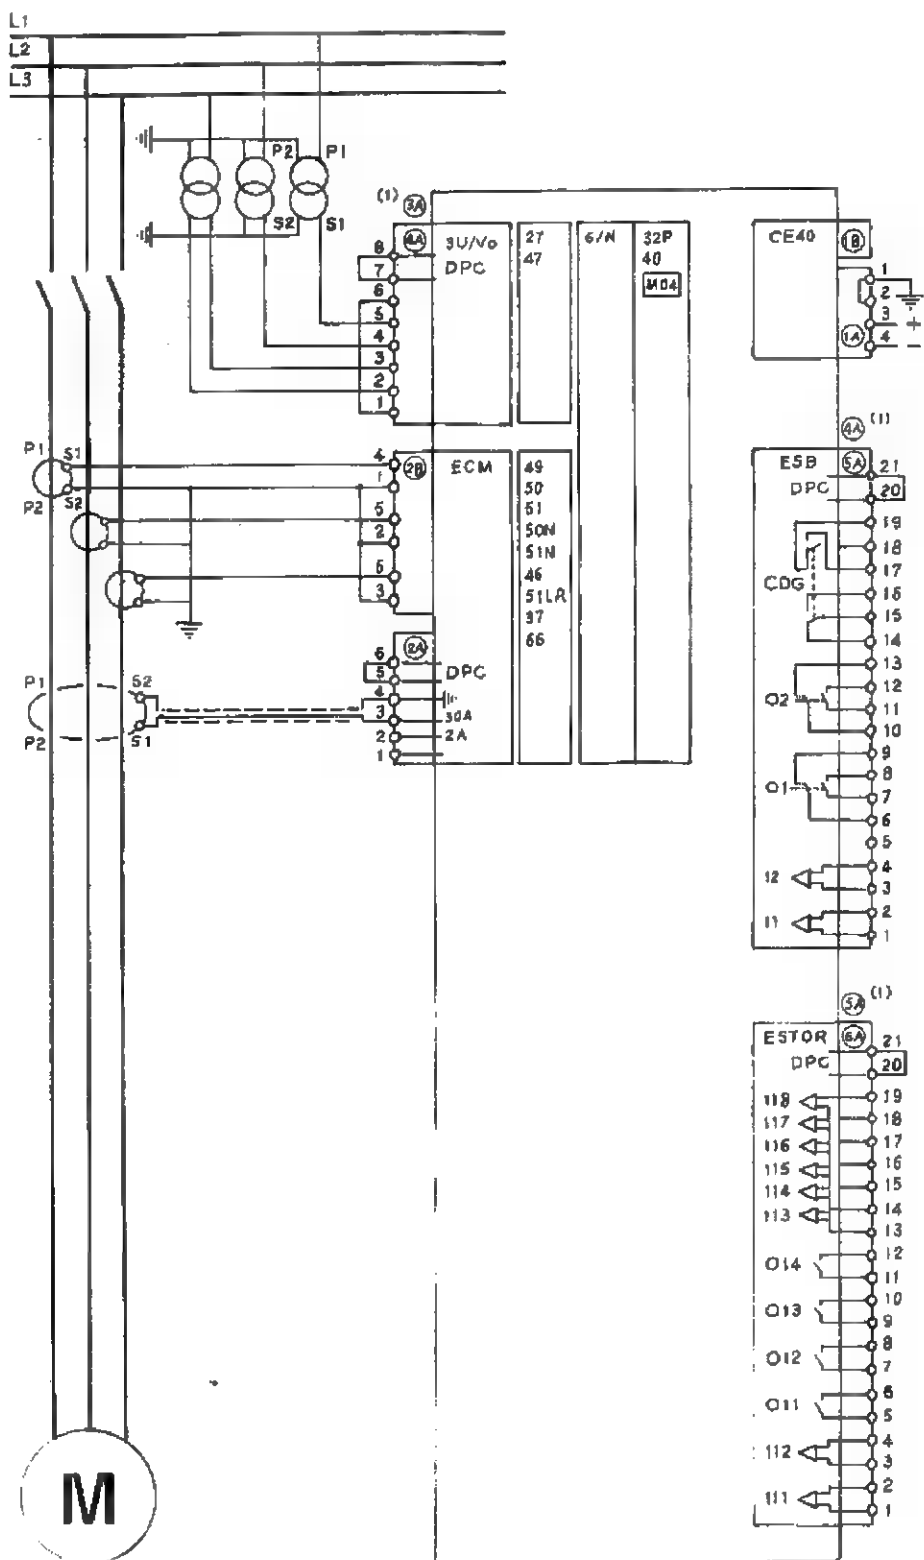 L1
L2
L3
P2 P1
S2 S1
(1) 3A
4A 3U/Vo
DPC
8
7
6
5
4
3
2
1
27
47
6/N
32P
40
M04
CE40 1B
1
2
3 +
1A 4 −
P1 S1
P2 S2
4
5
2
6
3
2B ECM
49
50
51
50N
51N
46
51LR
37
66
2A
6
5 DPC
4
3 30A
2 2A
1
P1 S2
P2 S1
4A (1)
ESB 5A 21
DPC 20
19
18
17
CDG
16
15
14
13
12
O2 11
10
9
8
O1 7
6
5
4
I2 3
2
I1 1
5A (1)
ESTOR 6A 21
DPC 20
I18 19
I17 18
I16 17
I15 16
I14 15
I13 14
13
O14 12
11
O13 10
9
O12 8
7
O11 6
5
I12 4
3
I11 2
1
M